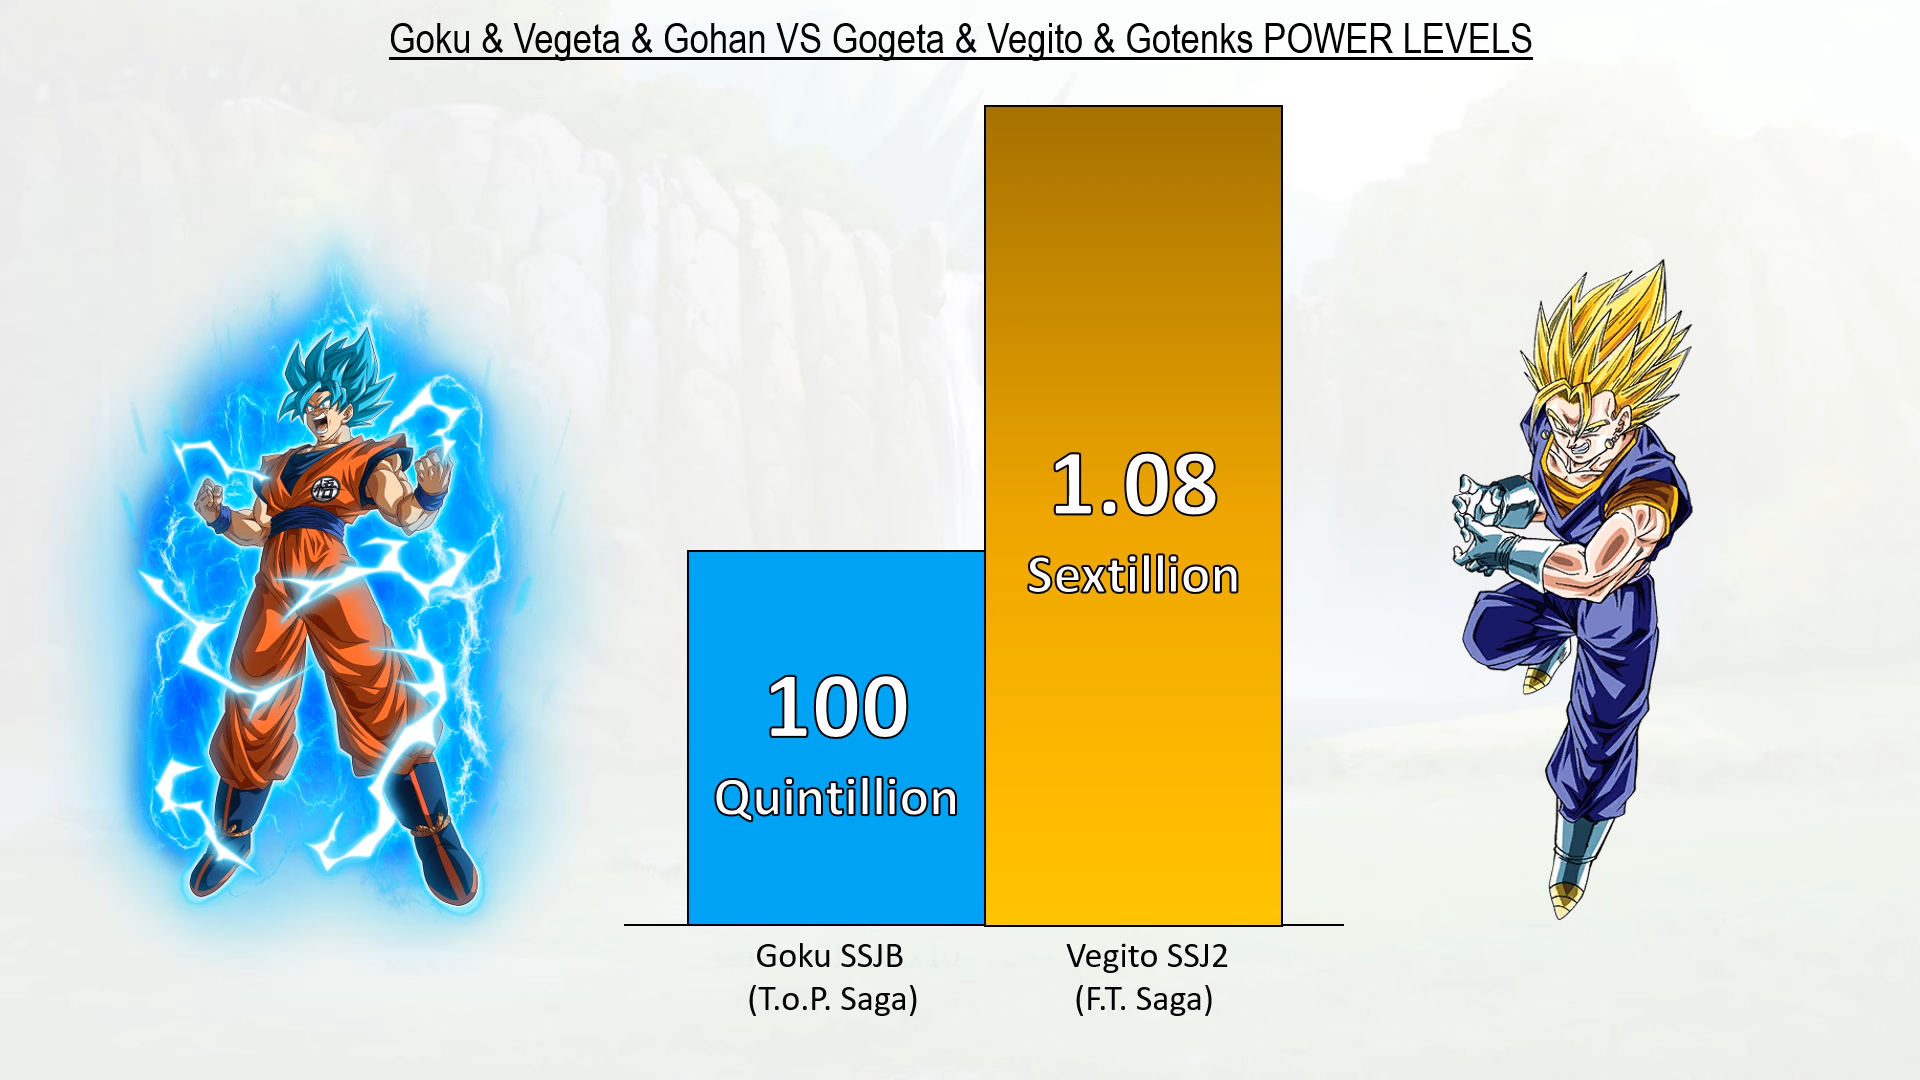 Goku & Vegeta & Gohan VS Gogeta & Vegito & Gotenks POWER LEVELS
1.08
Sextillion
100
Quintillion
悟
Goku SSJB
(T.o.P. Saga)
Vegito SSJ2
(F.T. Saga)